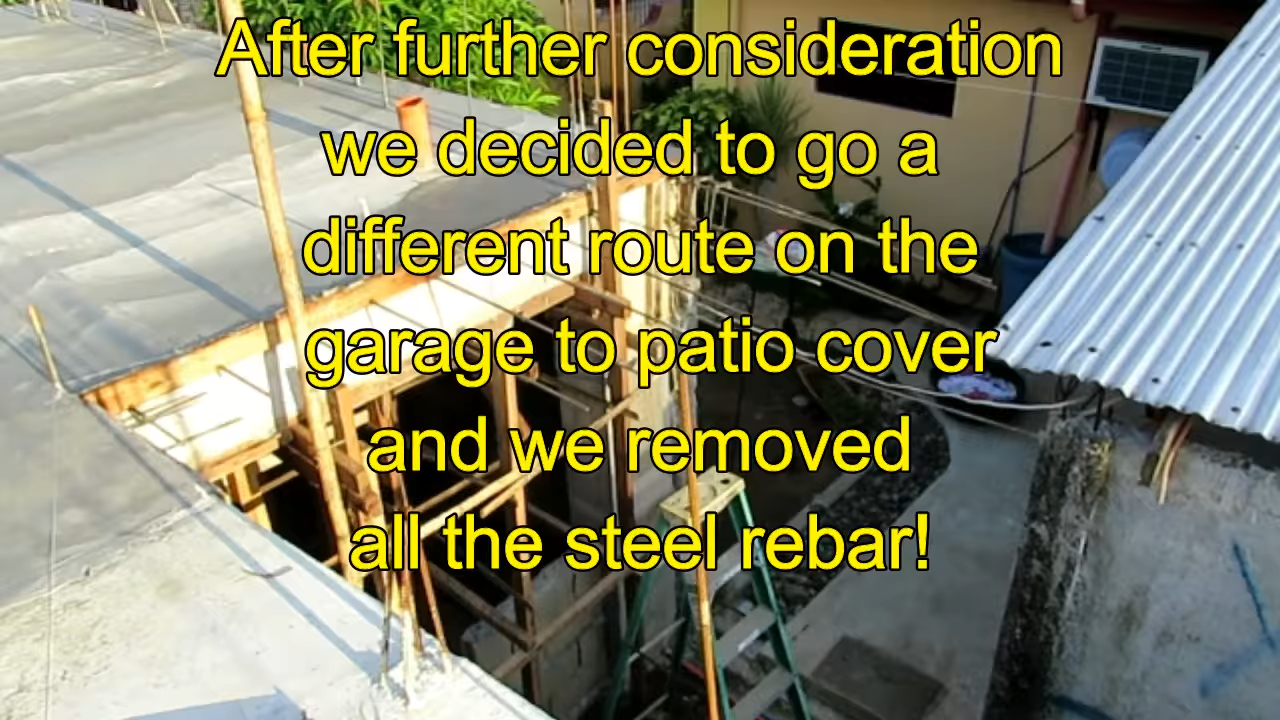 After further consideration
we decided to go a
different route on the
garage to patio cover
and we removed
all the steel rebar!